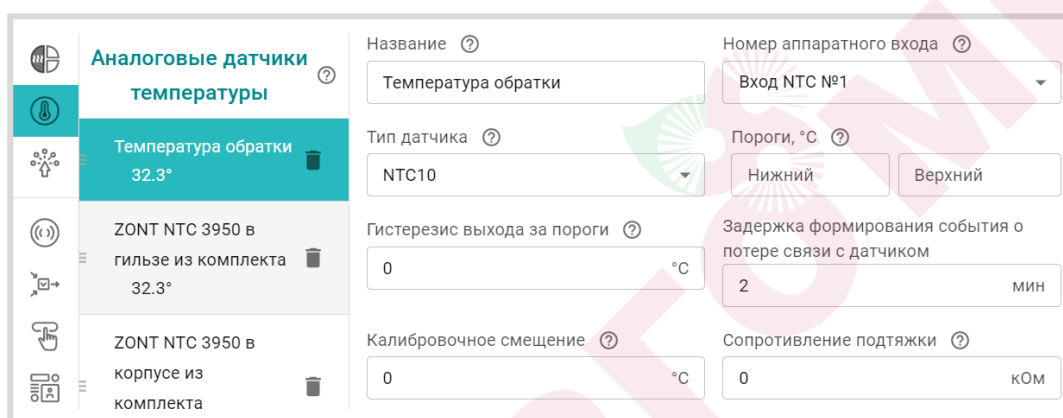 Аналоговые датчики
температуры
Температура обратки
32.3°
ZONT NTC 3950 в
гильзе из комплекта
32.3°
ZONT NTC 3950 в
корпусе из
комплекта
Название
Температура обратки
Номер аппаратного входа
Вход NTC №1
Тип датчика
NTC10
Пороги, °C
Нижний
Верхний
Гистерезис выхода за пороги
0 °C
Задержка формирования события о
потере связи с датчиком
2 мин
Калибровочное смещение
0 °C
Сопротивление подтяжки
0 кОм